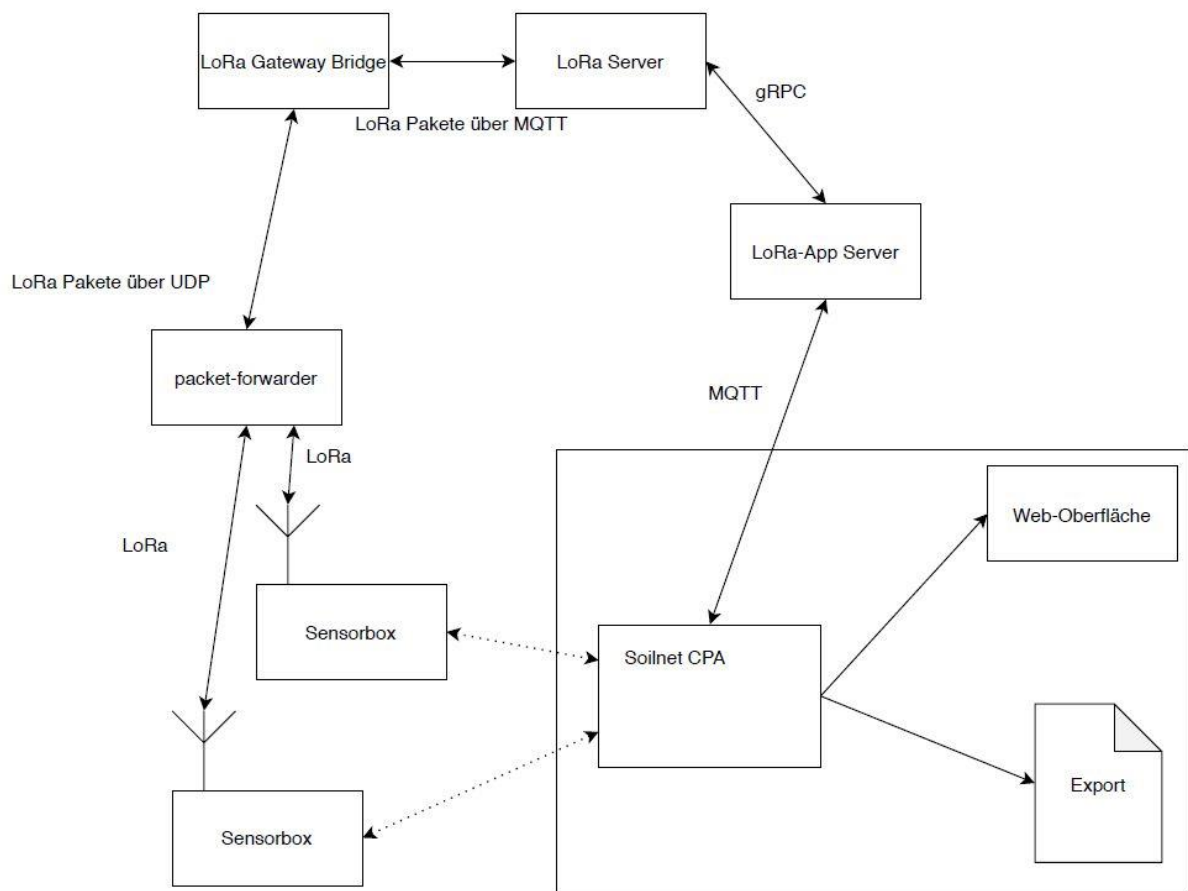 LoRa Gateway Bridge
LoRa Server
gRPC
LoRa Pakete über MQTT
LoRa-App Server
LoRa Pakete über UDP
packet-forwarder
MQTT
LoRa
Web-Oberfläche
LoRa
Sensorbox
Soilnet CPA
Export
Sensorbox